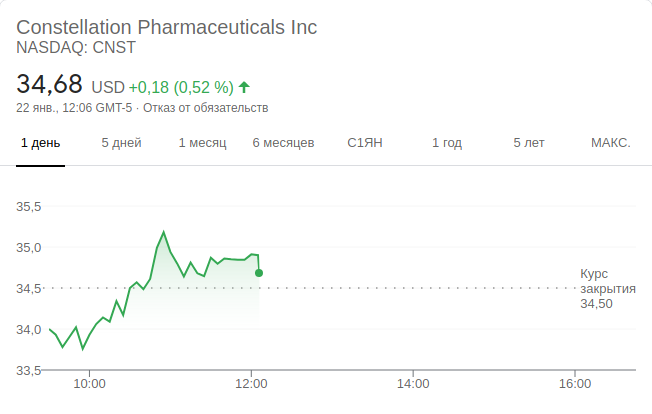 Constellation Pharmaceuticals Inc
NASDAQ: CNST
34,68 USD +0,18 (0,52 %)
22 янв., 12:06 GMT-5 · Отказ от обязательств
1 день 5 дней 1 месяц 6 месяцев С1ЯН 1 год 5 лет МАКС.
35,5
35,0
34,5
34,0
33,5
Курс
закрытия
34,50
10:00 12:00 14:00 16:00